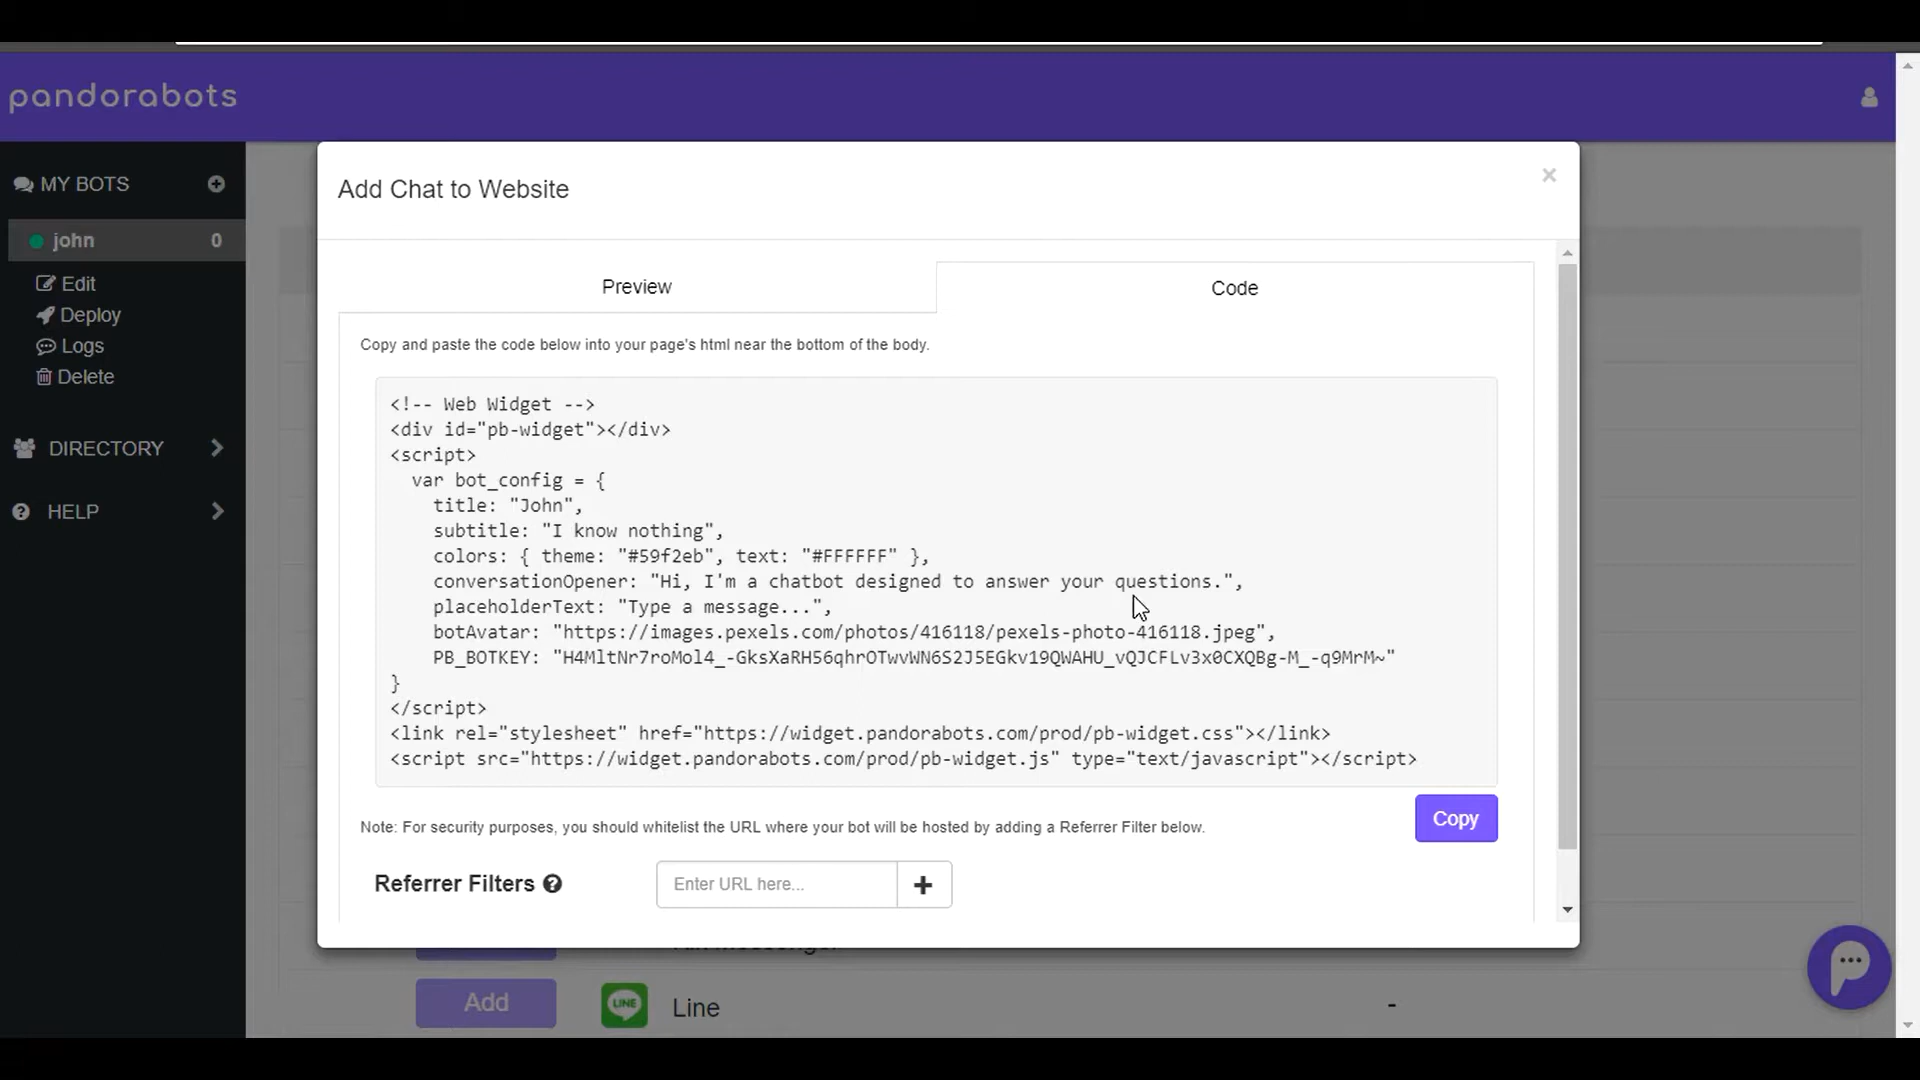 pandorabots
MY BOTS
john 0
Edit
Deploy
Logs
Delete
DIRECTORY
HELP
Add Chat to Website
×
Preview
Code
Copy and paste the code below into your page's html near the bottom of the body.
<!-- Web Widget -->
<div id="pb-widget"></div>
<script>
var bot_config = {
title: "John",
subtitle: "I know nothing",
colors: { theme: "#59f2eb", text: "#FFFFFF" },
conversationOpener: "Hi, I'm a chatbot designed to answer your questions.",
placeholderText: "Type a message...",
botAvatar: "https://images.pexels.com/photos/416118/pexels-photo-416118.jpeg",
PB_BOTKEY: "H4MltNr7roMol4_-GksXaRH56qhrOTwvWN6S2J5EGkv19QWAHU_vQJCFLv3x0CXQBg-M_-q9MrM~"
}
</script>
<link rel="stylesheet" href="https://widget.pandorabots.com/prod/pb-widget.css"></link>
<script src="https://widget.pandorabots.com/prod/pb-widget.js" type="text/javascript"></script>
Copy
Note: For security purposes, you should whitelist the URL where your bot will be hosted by adding a Referrer Filter below.
Referrer Filters
Enter URL here...
+
Add
LINE
Line
-